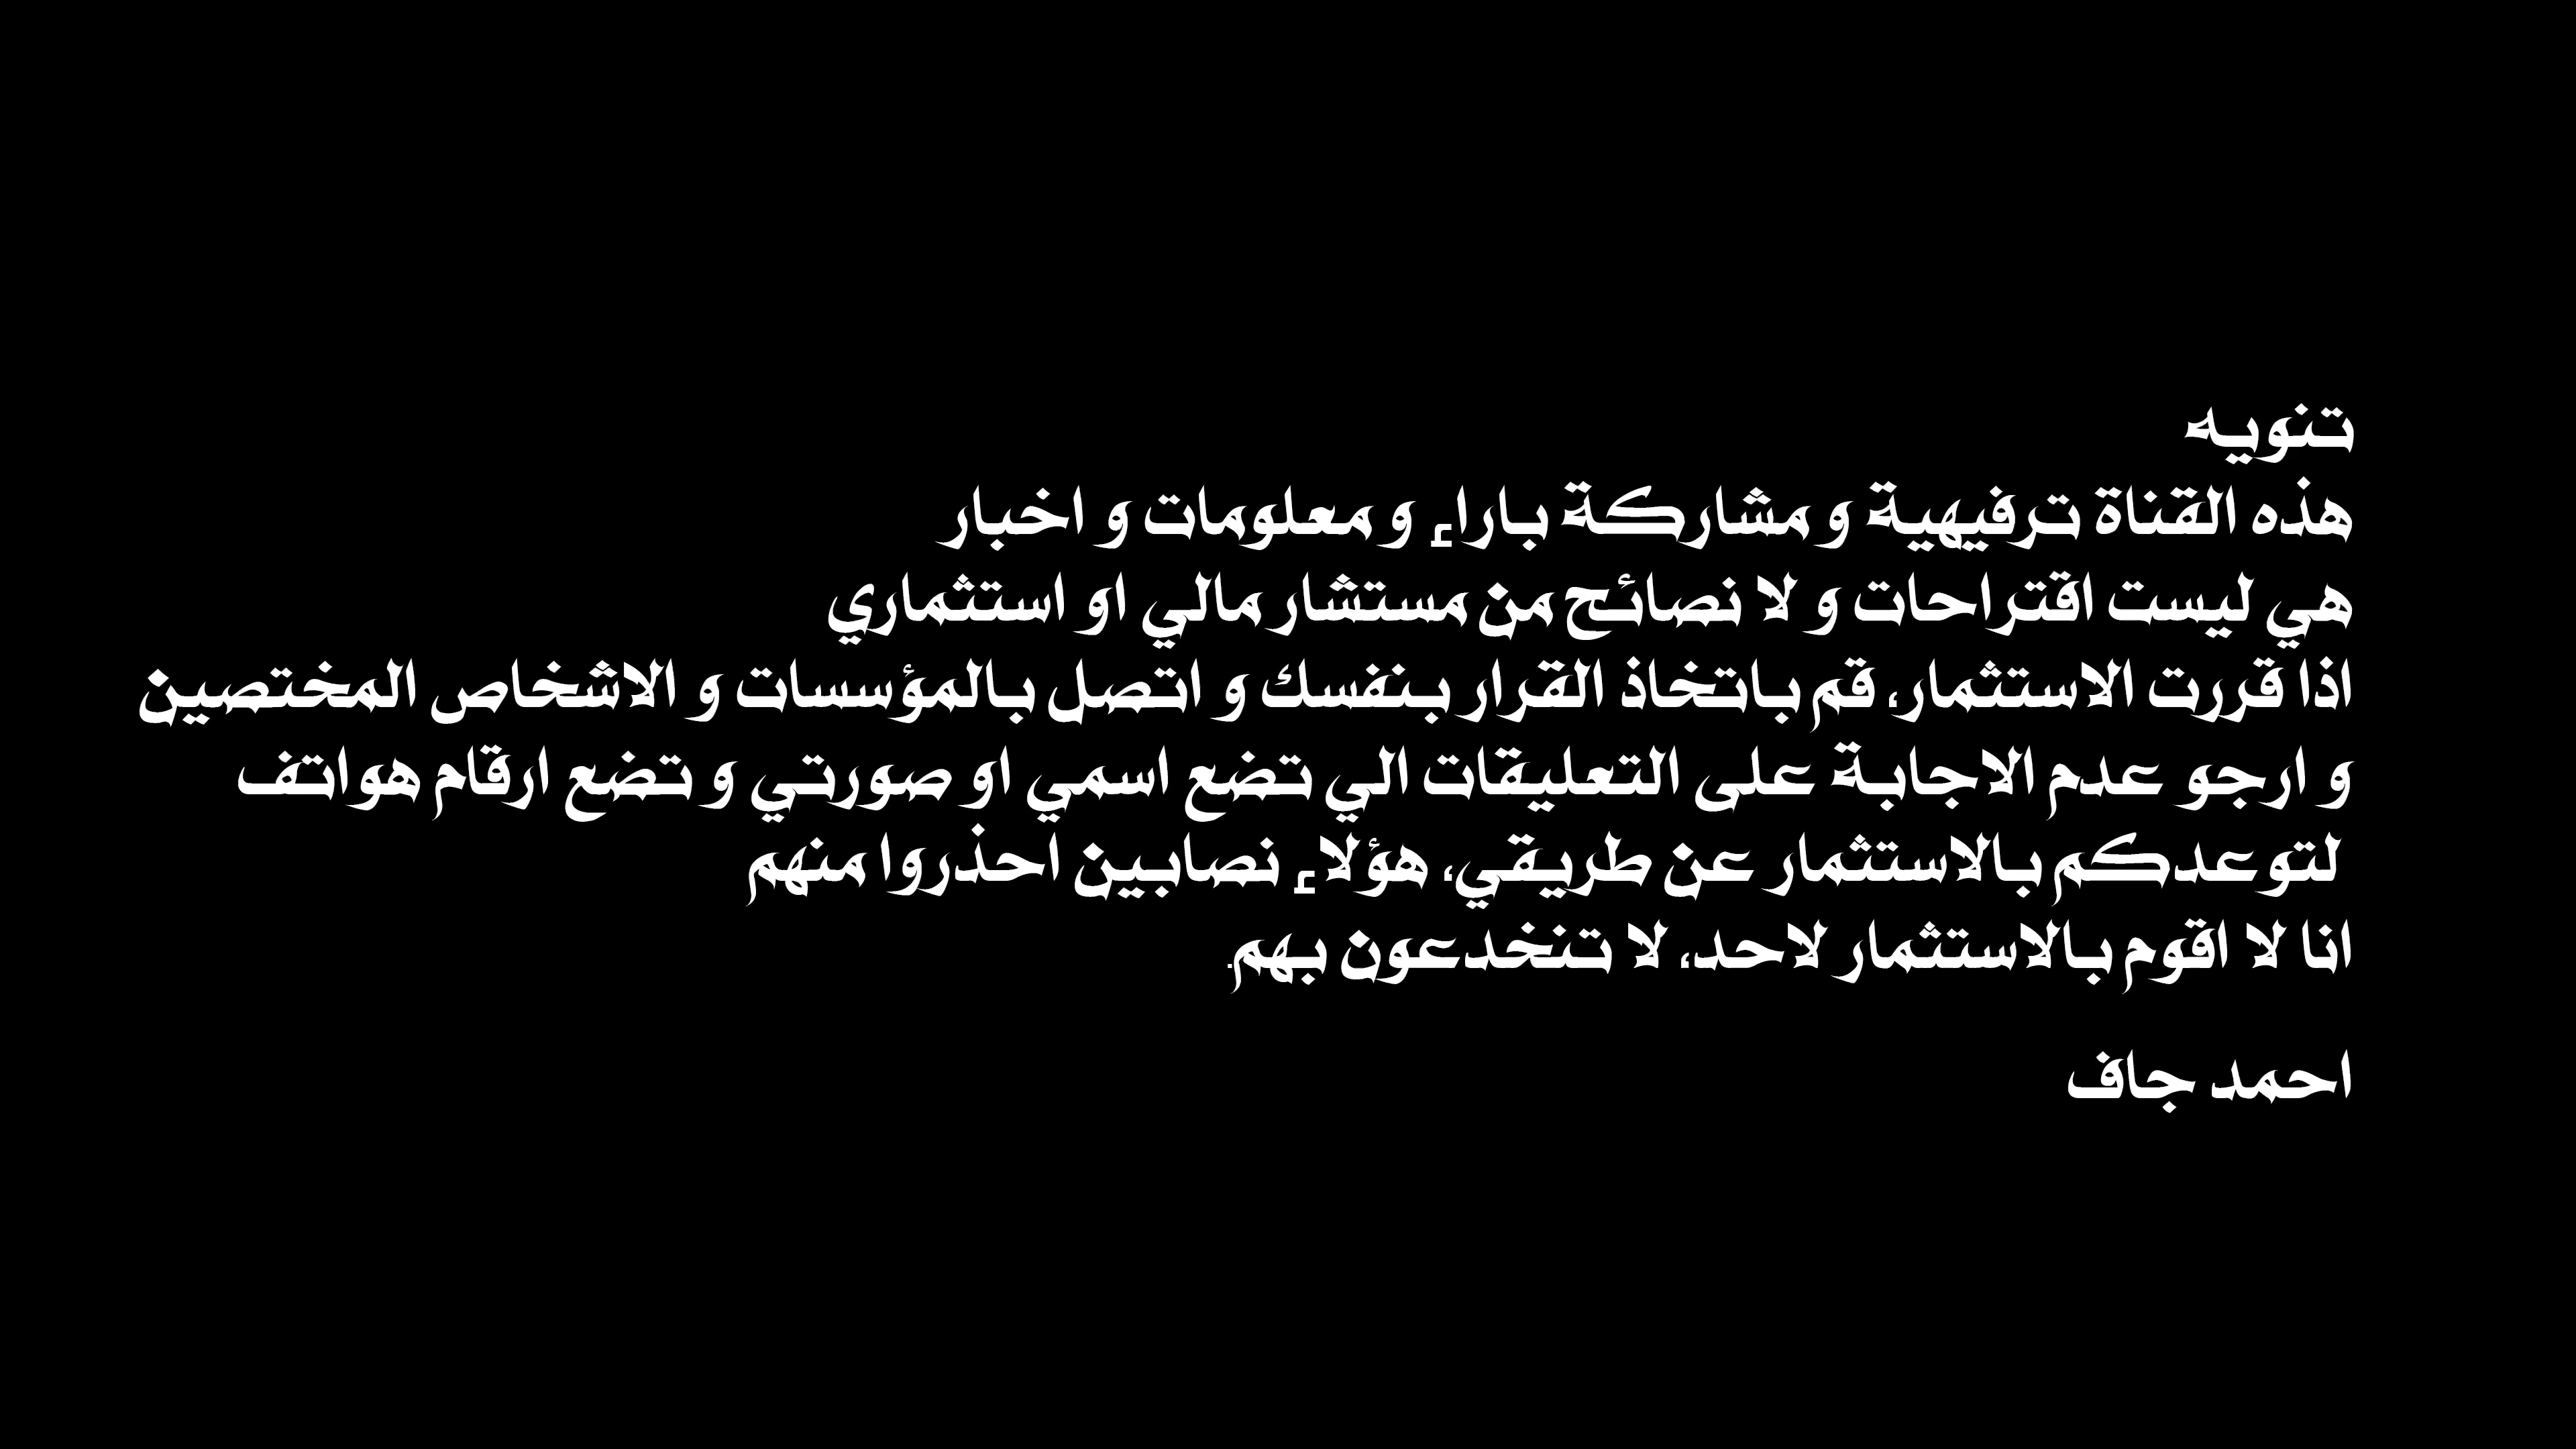 تنويه
هذه القناة ترفيهية و مشاركة باراء و معلومات و اخبار
هي ليست اقتراحات و لا نصائح من مستشار مالي او استثماري
اذا قررت الاستثمار، قم باتخاذ القرار بنفسك و اتصل بالمؤسسات و الاشخاص المختصين
و ارجو عدم الاجابة على التعليقات الي تضع اسمي او صورتي و تضع ارقام هواتف
لتوعدكم بالاستثمار عن طريقي، هؤلاء نصابين احذروا منهم
انا لا اقوم بالاستثمار لاحد، لا تنخدعون بهم.
احمد جاف